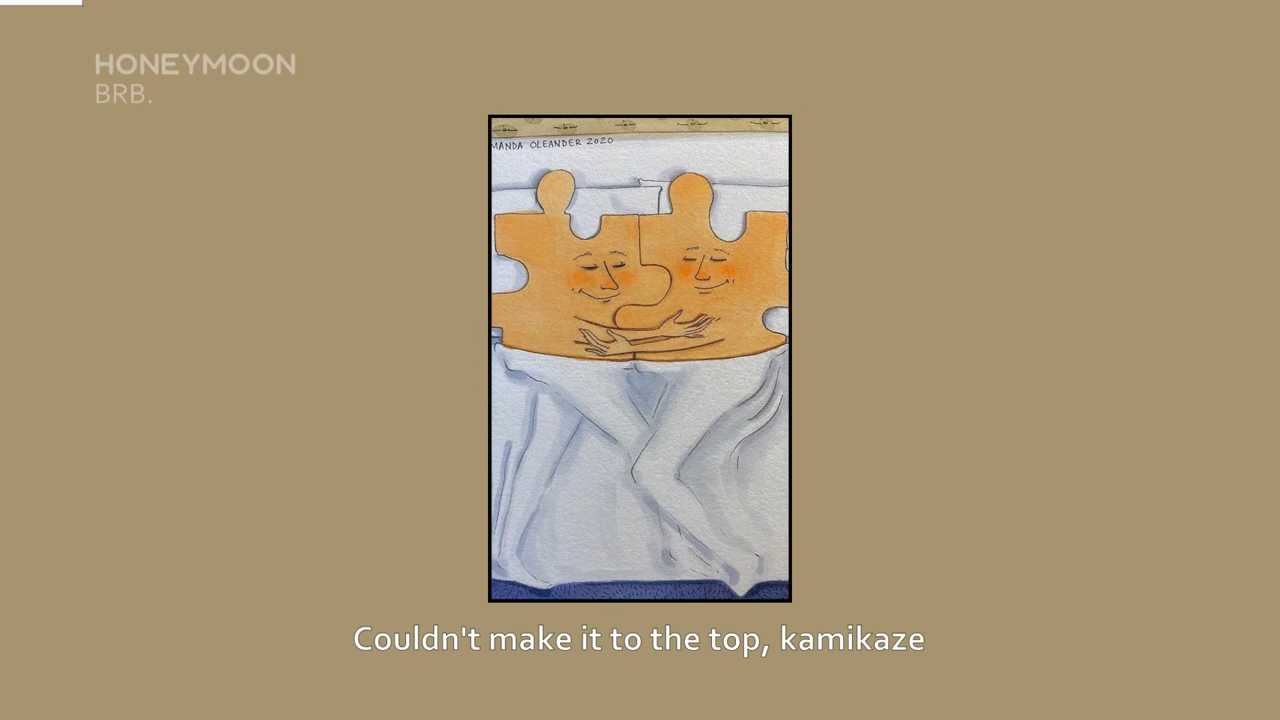 HONEYMOON
BRB.
MANDA OLEANDER 2020
Couldn't make it to the top, kamikaze